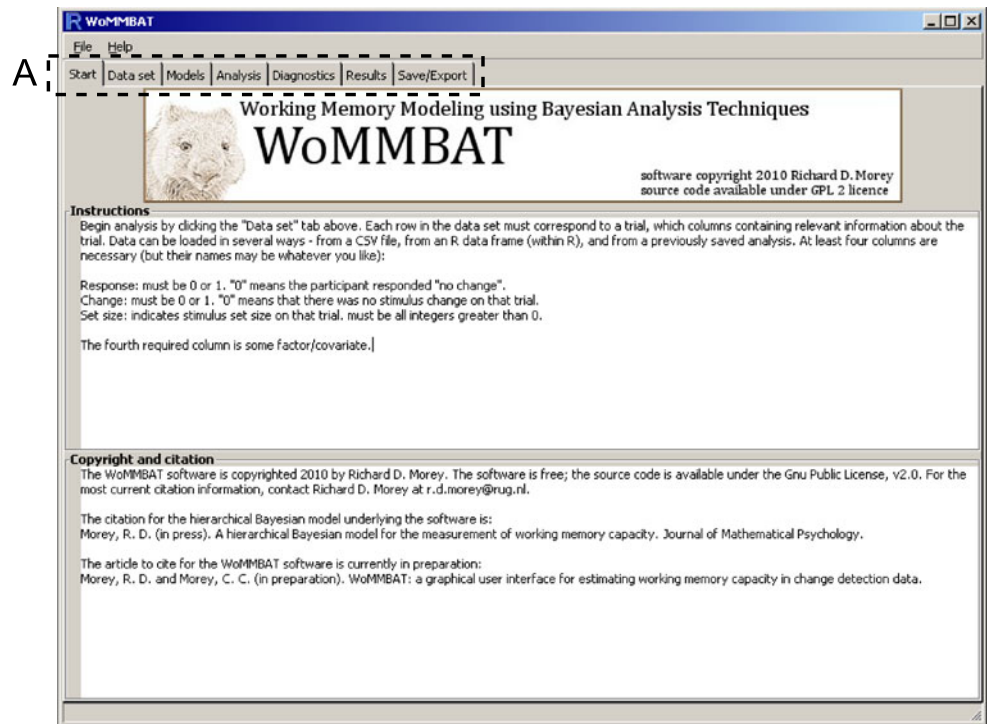 WoMMBAT
File Help
A
Start Data set Models Analysis Diagnostics Results Save/Export
Working Memory Modeling using Bayesian Analysis Techniques
WoMMBAT
software copyright 2010 Richard D. Morey
source code available under GPL 2 licence
Instructions
Begin analysis by clicking the "Data set" tab above. Each row in the data set must correspond to a trial, which columns containing relevant information about the
trial. Data can be loaded in several ways - from a CSV file, from an R data frame (within R), and from a previously saved analysis. At least four columns are
necessary (but their names may be whatever you like):
Response: must be 0 or 1. "0" means the participant responded "no change".
Change: must be 0 or 1. "0" means that there was no stimulus change on that trial.
Set size: indicates stimulus set size on that trial. must be all integers greater than 0.
The fourth required column is some factor/covariate.
Copyright and citation
The WoMMBAT software is copyrighted 2010 by Richard D. Morey. The software is free; the source code is available under the Gnu Public License, v2.0. For the
most current citation information, contact Richard D. Morey at r.d.morey@rug.nl.
The citation for the hierarchical Bayesian model underlying the software is:
Morey, R. D. (in press). A hierarchical Bayesian model for the measurement of working memory capacity. Journal of Mathematical Psychology.
The article to cite for the WoMMBAT software is currently in preparation:
Morey, R. D. and Morey, C. C. (in preparation). WoMMBAT: a graphical user interface for estimating working memory capacity in change detection data.